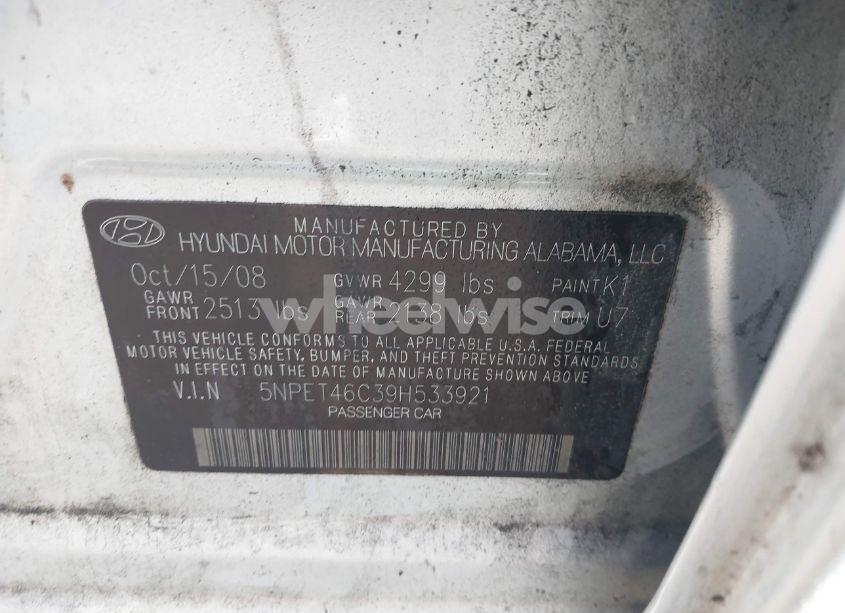 MANUFACTURED BY
HYUNDAI MOTOR MANUFACTURING ALABAMA, LLC
Oct/15/08 GVWR 4299 lbs PAINT K1
GAWR FRONT 2513 lbs GAWR REAR 2138 lbs TRIM U7
wheelwise
THIS VEHICLE CONFORMS TO ALL APPLICABLE U.S.A. FEDERAL
MOTOR VEHICLE SAFETY, BUMPER, AND THEFT PREVENTION STANDARDS
IN EFFECT ON THE DATE OF MANUFACTURE SHOWN ABOVE.
V.I.N 5NPET46C39H533921
PASSENGER CAR